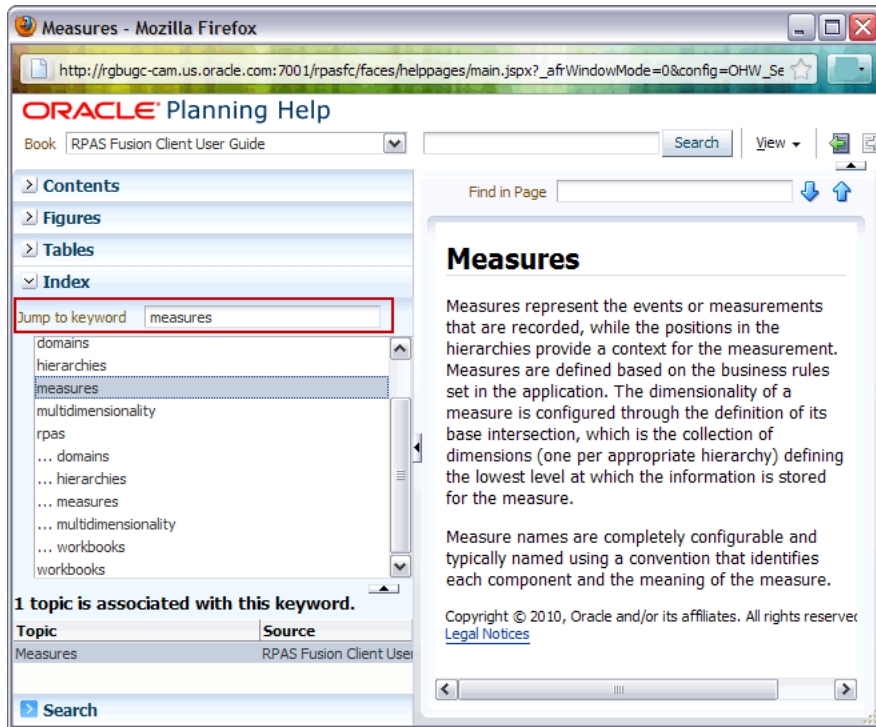 Measures - Mozilla Firefox
http://rgbugc-cam.us.oracle.com:7001/rpasfc/faces/helppages/main.jspx?_afrWindowMode=0&config=OHW_Se
ORACLE Planning Help
Book RPAS Fusion Client User Guide Search View
Contents
Figures
Tables
Index
Jump to keyword measures
domains
hierarchies
measures
multidimensionality
rpas
... domains
... hierarchies
... measures
... multidimensionality
... workbooks
workbooks
1 topic is associated with this keyword.
Topic Source
Measures RPAS Fusion Client User
Search
Find in Page
Measures
Measures represent the events or measurements
that are recorded, while the positions in the
hierarchies provide a context for the measurement.
Measures are defined based on the business rules
set in the application. The dimensionality of a
measure is configured through the definition of its
base intersection, which is the collection of
dimensions (one per appropriate hierarchy) defining
the lowest level at which the information is stored
for the measure.
Measure names are completely configurable and
typically named using a convention that identifies
each component and the meaning of the measure.
Copyright © 2010, Oracle and/or its affiliates. All rights reserved
Legal Notices